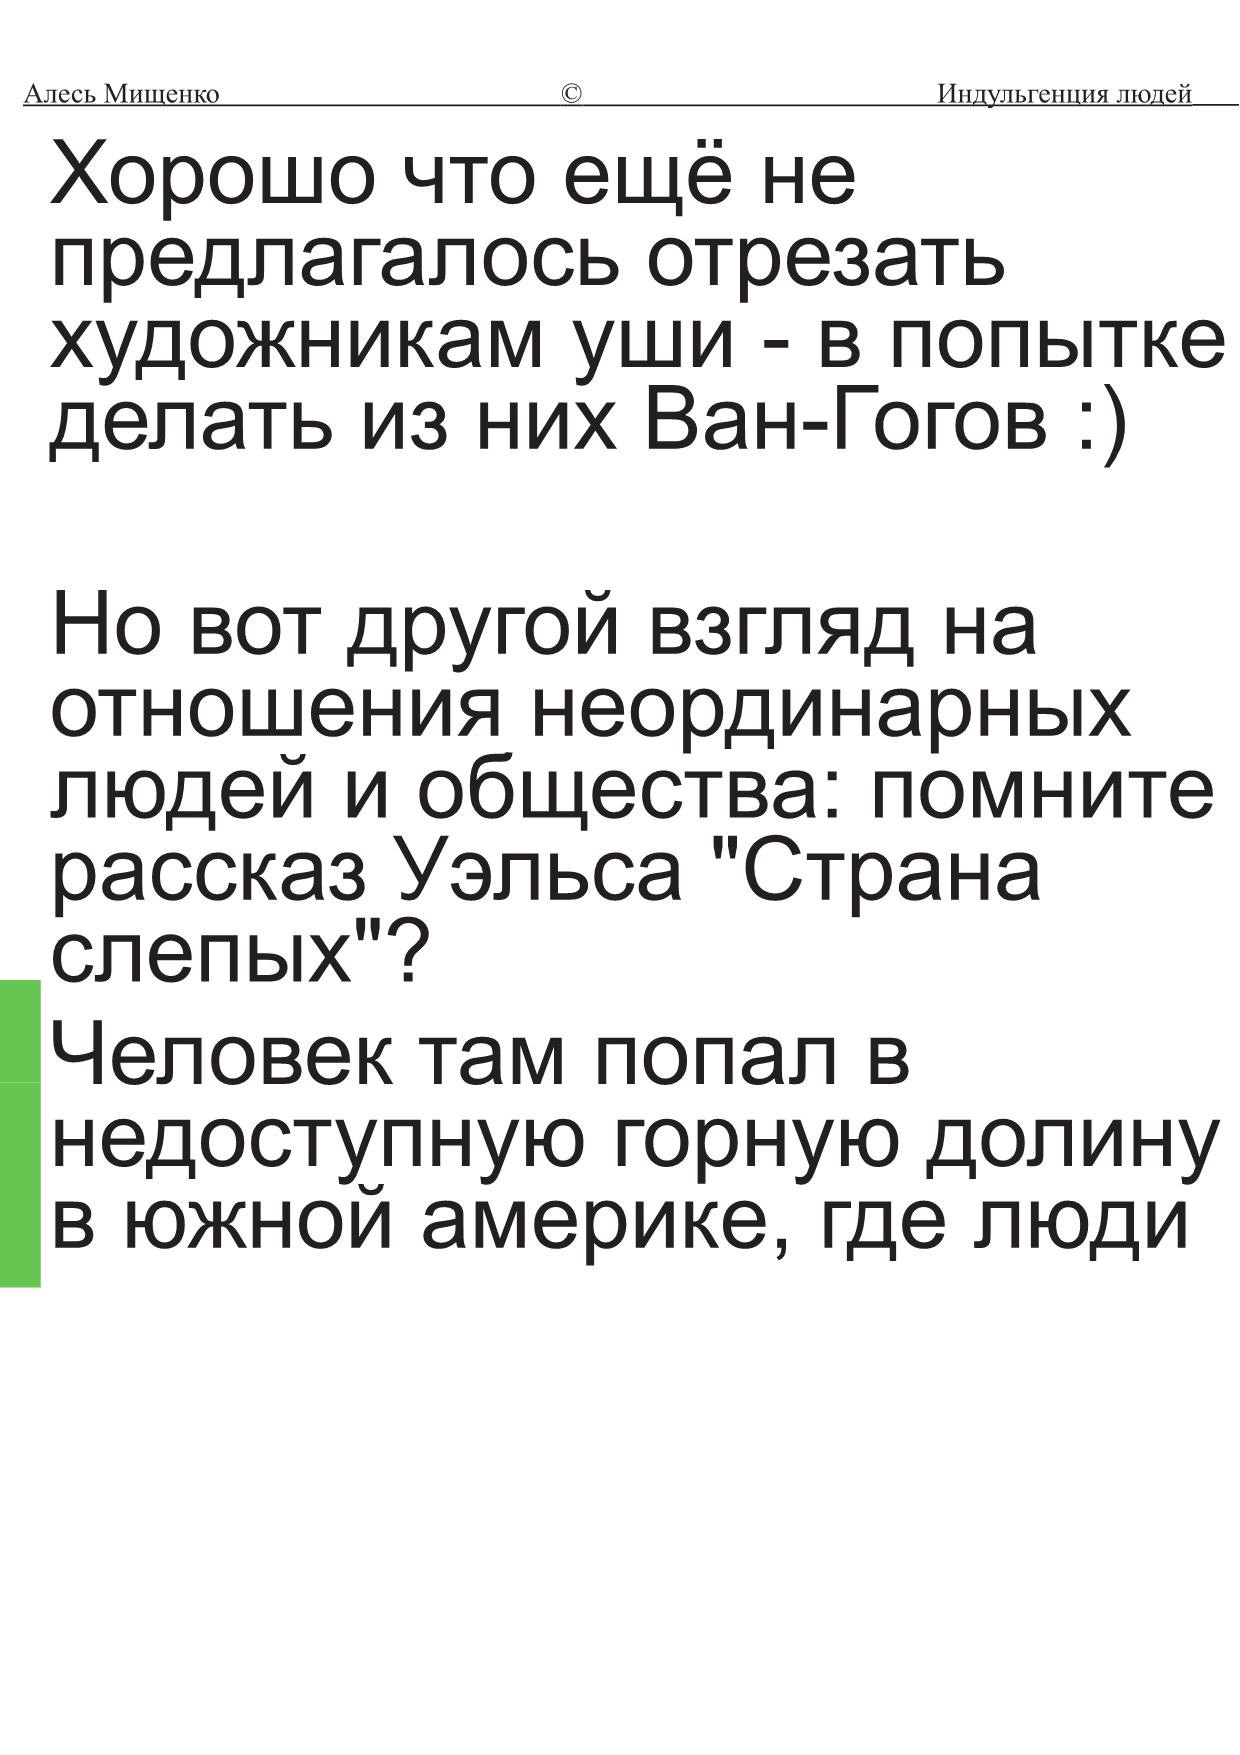 Алесь Мищенко © Индульгенция людей
Хорошо что ещё не
предлагалось отрезать
художникам уши - в попытке
делать из них Ван-Гогов :)
Но вот другой взгляд на
отношения неординарных
людей и общества: помните
рассказ Уэльса "Страна
слепых"?
Человек там попал в
недоступную горную долину
в южной америке, где люди